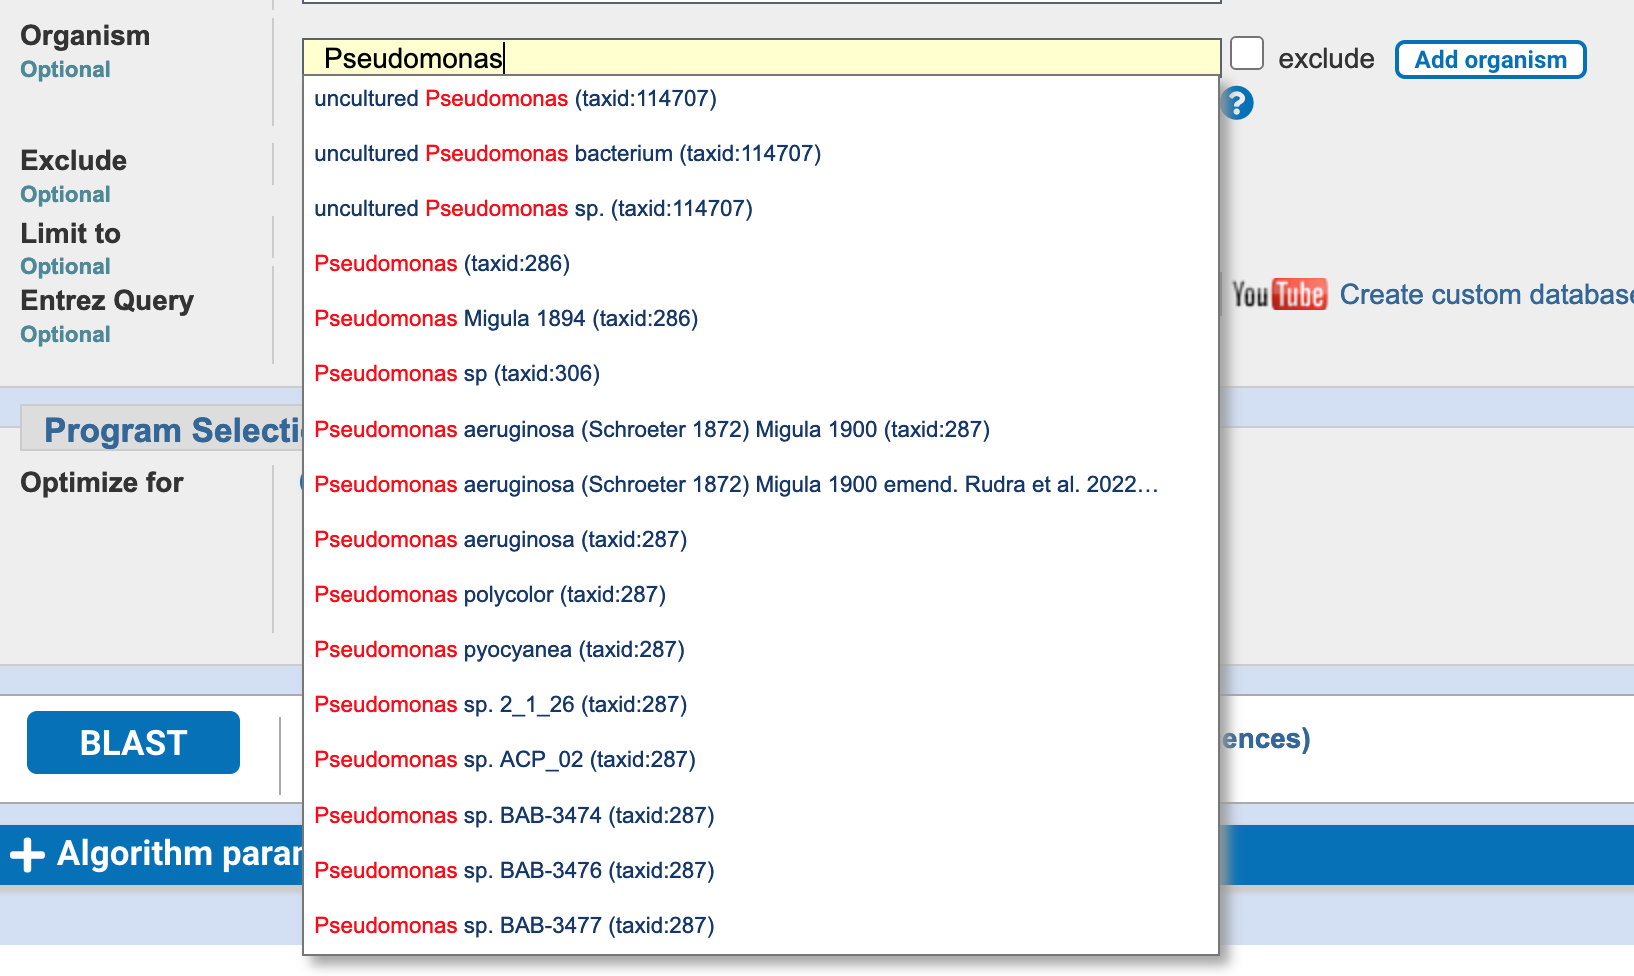 Organism
Optional
Pseudomonas
exclude
Add organism
?
uncultured Pseudomonas (taxid:114707)
uncultured Pseudomonas bacterium (taxid:114707)
uncultured Pseudomonas sp. (taxid:114707)
Pseudomonas (taxid:286)
Pseudomonas Migula 1894 (taxid:286)
Pseudomonas sp (taxid:306)
Pseudomonas aeruginosa (Schroeter 1872) Migula 1900 (taxid:287)
Pseudomonas aeruginosa (Schroeter 1872) Migula 1900 emend. Rudra et al. 2022...
Pseudomonas aeruginosa (taxid:287)
Pseudomonas polycolor (taxid:287)
Pseudomonas pyocyanea (taxid:287)
Pseudomonas sp. 2_1_26 (taxid:287)
Pseudomonas sp. ACP_02 (taxid:287)
Pseudomonas sp. BAB-3474 (taxid:287)
Pseudomonas sp. BAB-3476 (taxid:287)
Pseudomonas sp. BAB-3477 (taxid:287)
Exclude
Optional
Limit to
Optional
Entrez Query
Optional
YouTube Create custom database
Program Selecti
Optimize for
BLAST
ences)
+ Algorithm param